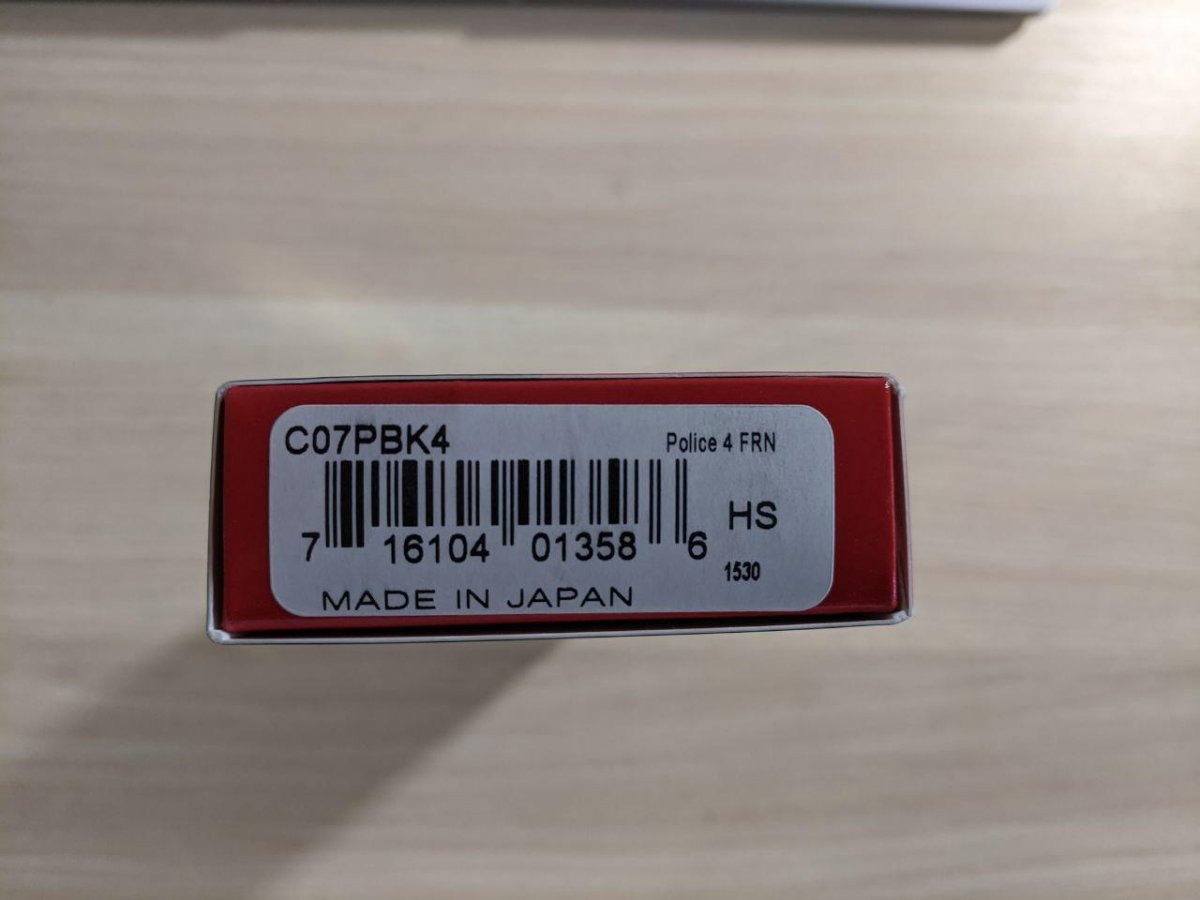 C07PBK4 Police 4 FRN
HS
7 16104 01358 6
1530
MADE IN JAPAN